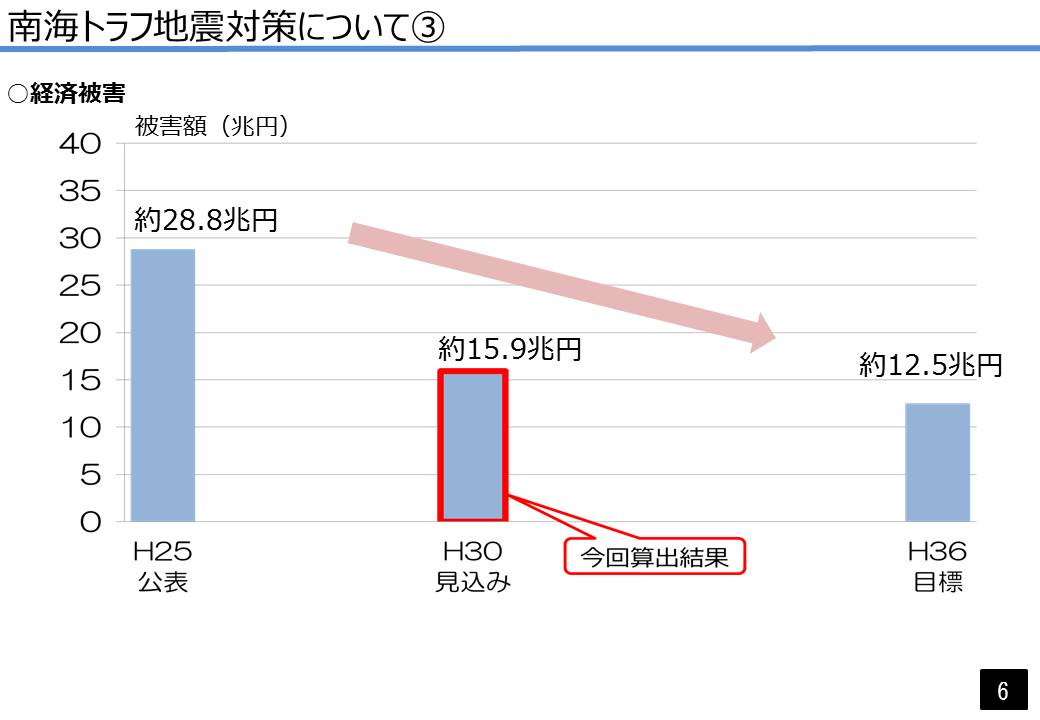 南海トラフ地震対策について③
○経済被害
被害額（兆円）
40
35
30
25
20
15
10
5
0
約28.8兆円
約15.9兆円
約12.5兆円
今回算出結果
H25
公表
H30
見込み
H36
目標
6